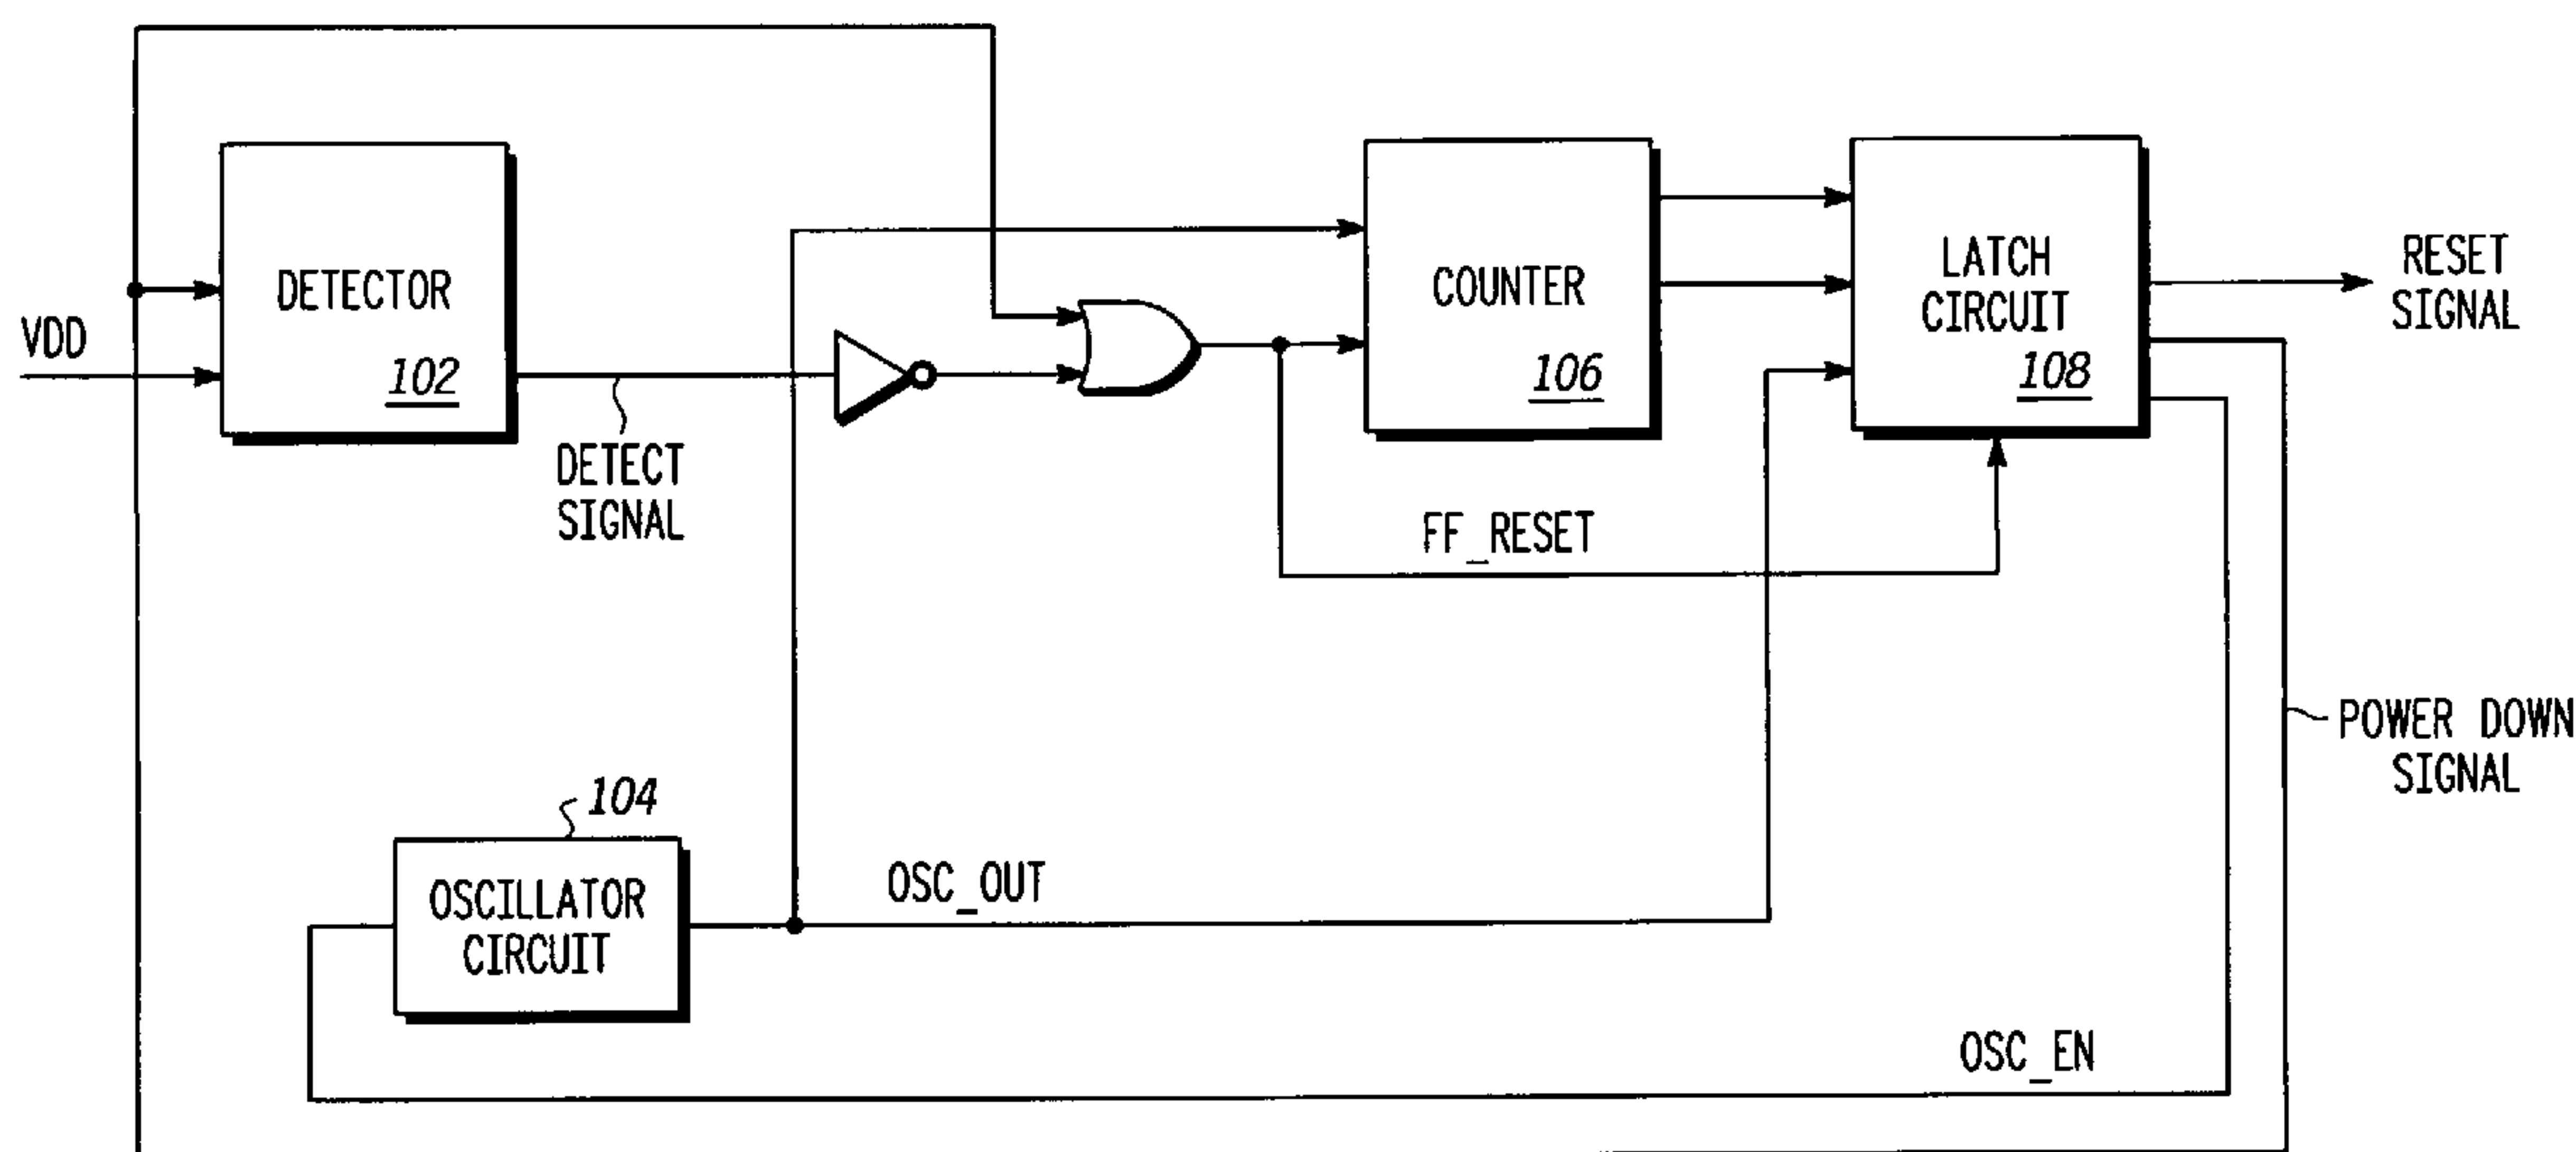 VDD
DETECTOR
102
DETECT
SIGNAL
COUNTER
106
LATCH
CIRCUIT
108
RESET
SIGNAL
FF_RESET
POWER DOWN
SIGNAL
104
OSCILLATOR
CIRCUIT
OSC_OUT
OSC_EN